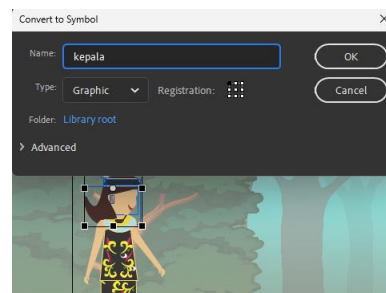 Convert to Symbol
Name: kepala OK
Type: Graphic Registration: Cancel
Folder: Library root
Advanced